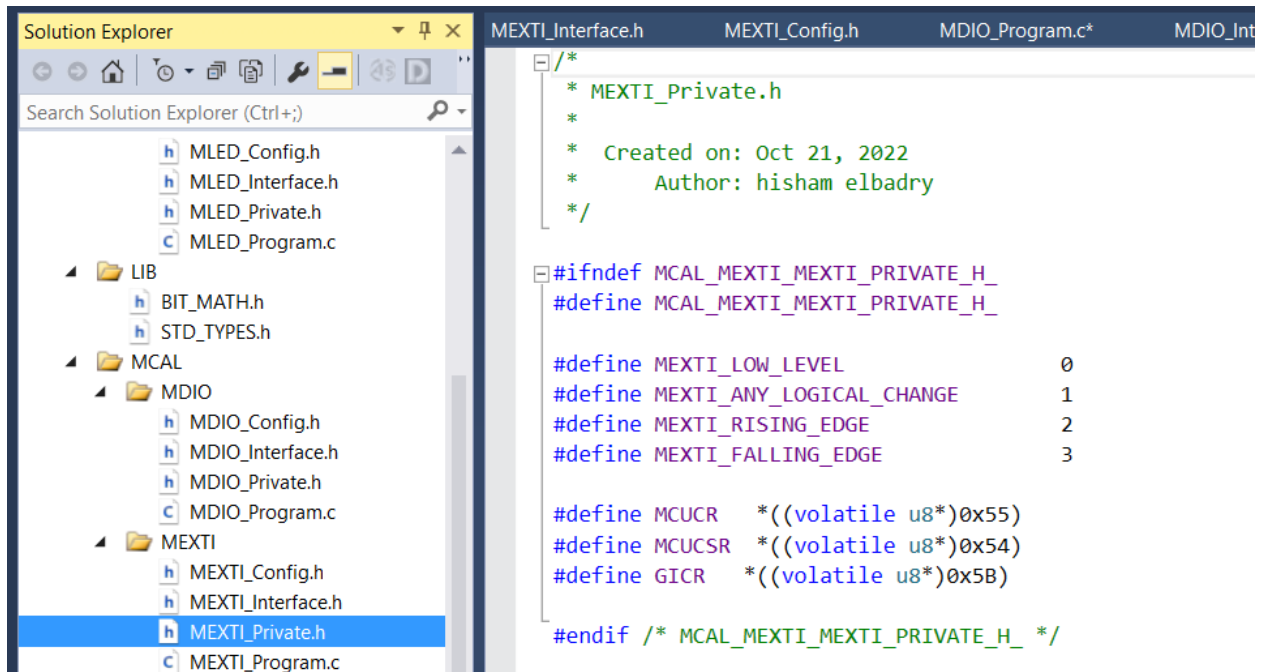 Solution Explorer
Search Solution Explorer (Ctrl+;)
MLED_Config.h
MLED_Interface.h
MLED_Private.h
MLED_Program.c
LIB
BIT_MATH.h
STD_TYPES.h
MCAL
MDIO
MDIO_Config.h
MDIO_Interface.h
MDIO_Private.h
MDIO_Program.c
MEXTI
MEXTI_Config.h
MEXTI_Interface.h
MEXTI_Private.h
MEXTI_Program.c
MEXTI_Interface.h MEXTI_Config.h MDIO_Program.c* MDIO_Int
/*
* MEXTI_Private.h
*
* Created on: Oct 21, 2022
* Author: hisham elbadry
*/
#ifndef MCAL_MEXTI_MEXTI_PRIVATE_H_
#define MCAL_MEXTI_MEXTI_PRIVATE_H_
#define MEXTI_LOW_LEVEL 0
#define MEXTI_ANY_LOGICAL_CHANGE 1
#define MEXTI_RISING_EDGE 2
#define MEXTI_FALLING_EDGE 3
#define MCUCR *((volatile u8*)0x55)
#define MCUCSR *((volatile u8*)0x54)
#define GICR *((volatile u8*)0x5B)
#endif /* MCAL_MEXTI_MEXTI_PRIVATE_H_ */